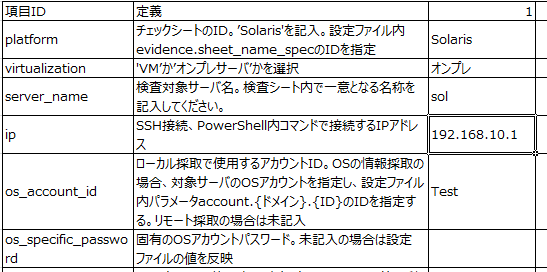 項目ID 定義 1
platform チェックシートのID。'Solaris'を記入。設定ファイル内
evidence.sheet_name_specのIDを指定 Solaris
virtualization 'VM'か'オンプレサーバ'かを選択 オンプレ
server_name 検査対象サーバ名。検査シート内で一意となる名称を
記入してください。 sol
ip SSH接続、PowerShell内コマンドで接続するIPアドレ
ス 192.168.10.1
os_account_id ローカル採取で使用するアカウントID。OSの情報採取の
場合、対象サーバのOSアカウントを指定し、設定ファイル
内パラメータaccount.{ドメイン}.{ID}のIDを指定す
る。リモート採取の場合は未記入 Test
os_specific_passwo
rd 固有のOSアカウントパスワード。未記入の場合は設定
ファイルの値を反映